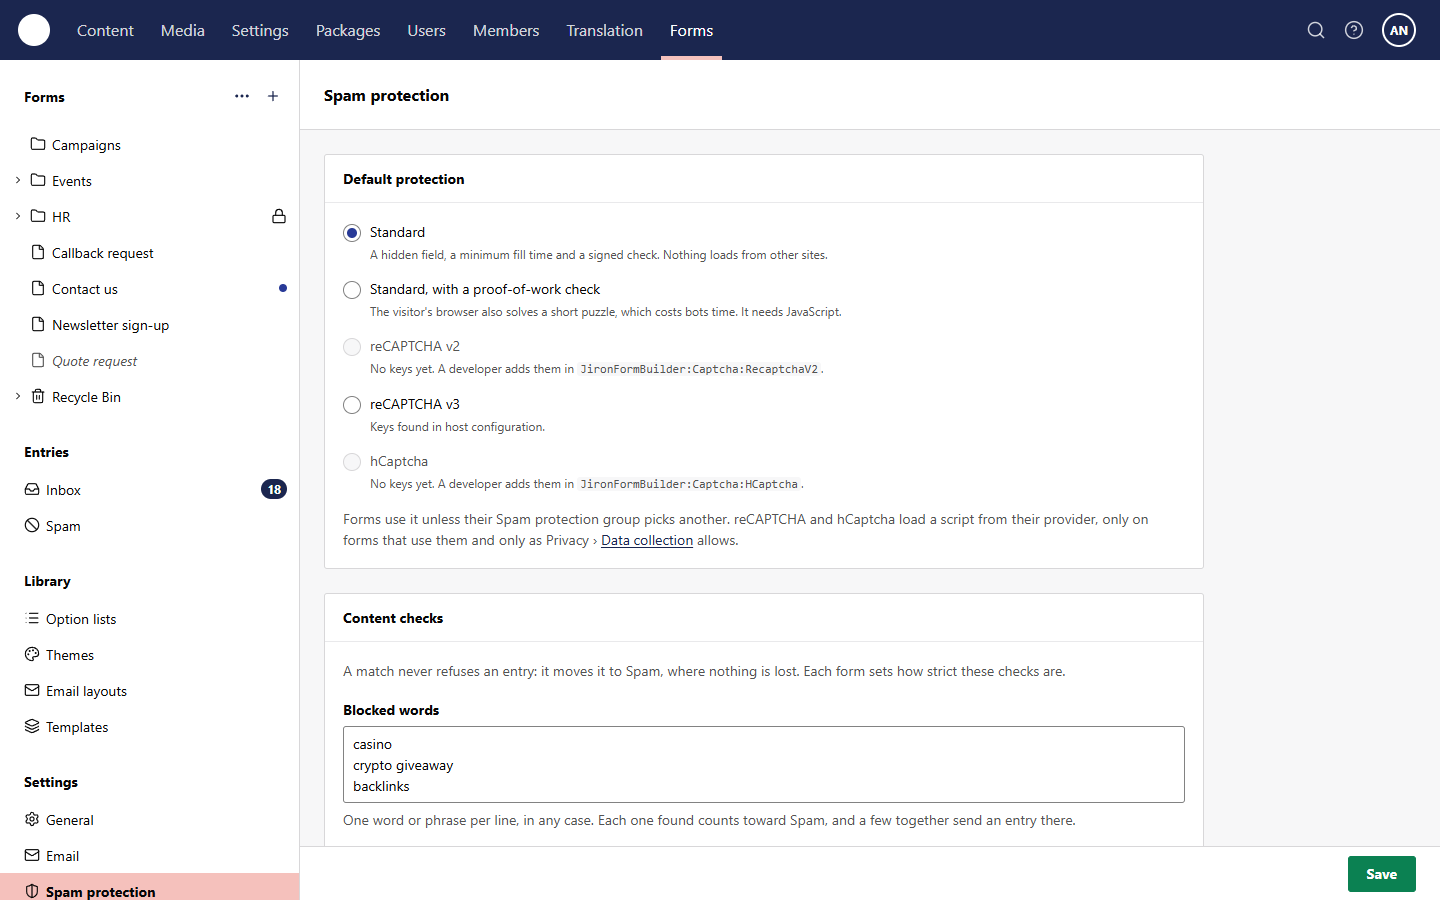 Content Media Settings Packages Users Members Translation Forms
AN
Forms
Campaigns
Events
HR
Callback request
Contact us
Newsletter sign-up
Quote request
Recycle Bin
Entries
Inbox 18
Spam
Library
Option lists
Themes
Email layouts
Templates
Settings
General
Email
Spam protection
Spam protection
Default protection
Standard
A hidden field, a minimum fill time and a signed check. Nothing loads from other sites.
Standard, with a proof-of-work check
The visitor's browser also solves a short puzzle, which costs bots time. It needs JavaScript.
reCAPTCHA v2
No keys yet. A developer adds them in JironFormBuilder:Captcha:RecaptchaV2.
reCAPTCHA v3
Keys found in host configuration.
hCaptcha
No keys yet. A developer adds them in JironFormBuilder:Captcha:HCaptcha.
Forms use it unless their Spam protection group picks another. reCAPTCHA and hCaptcha load a script from their provider, only on
forms that use them and only as Privacy › Data collection allows.
Content checks
A match never refuses an entry: it moves it to Spam, where nothing is lost. Each form sets how strict these checks are.
Blocked words
casino
crypto giveaway
backlinks
One word or phrase per line, in any case. Each one found counts toward Spam, and a few together send an entry there.
Save